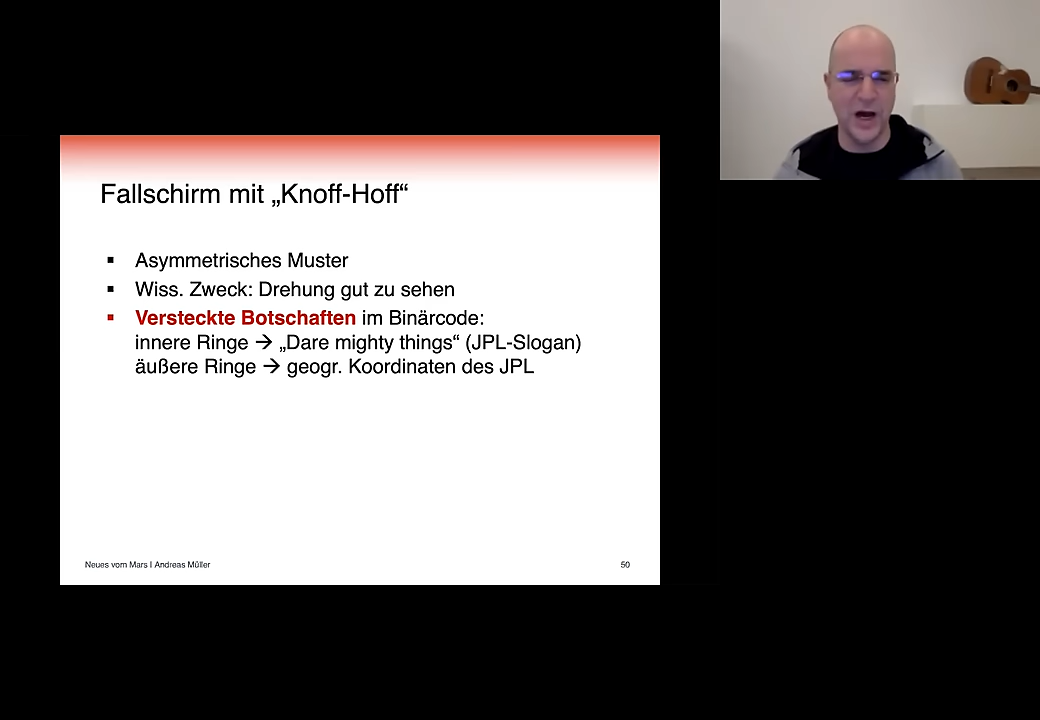 Fallschirm mit „Knoff-Hoff“
▪ Asymmetrisches Muster
▪ Wiss. Zweck: Drehung gut zu sehen
▪ Versteckte Botschaften im Binärcode:
innere Ringe → „Dare mighty things“ (JPL-Slogan)
äußere Ringe → geogr. Koordinaten des JPL
Neues vom Mars I Andreas Müller
50